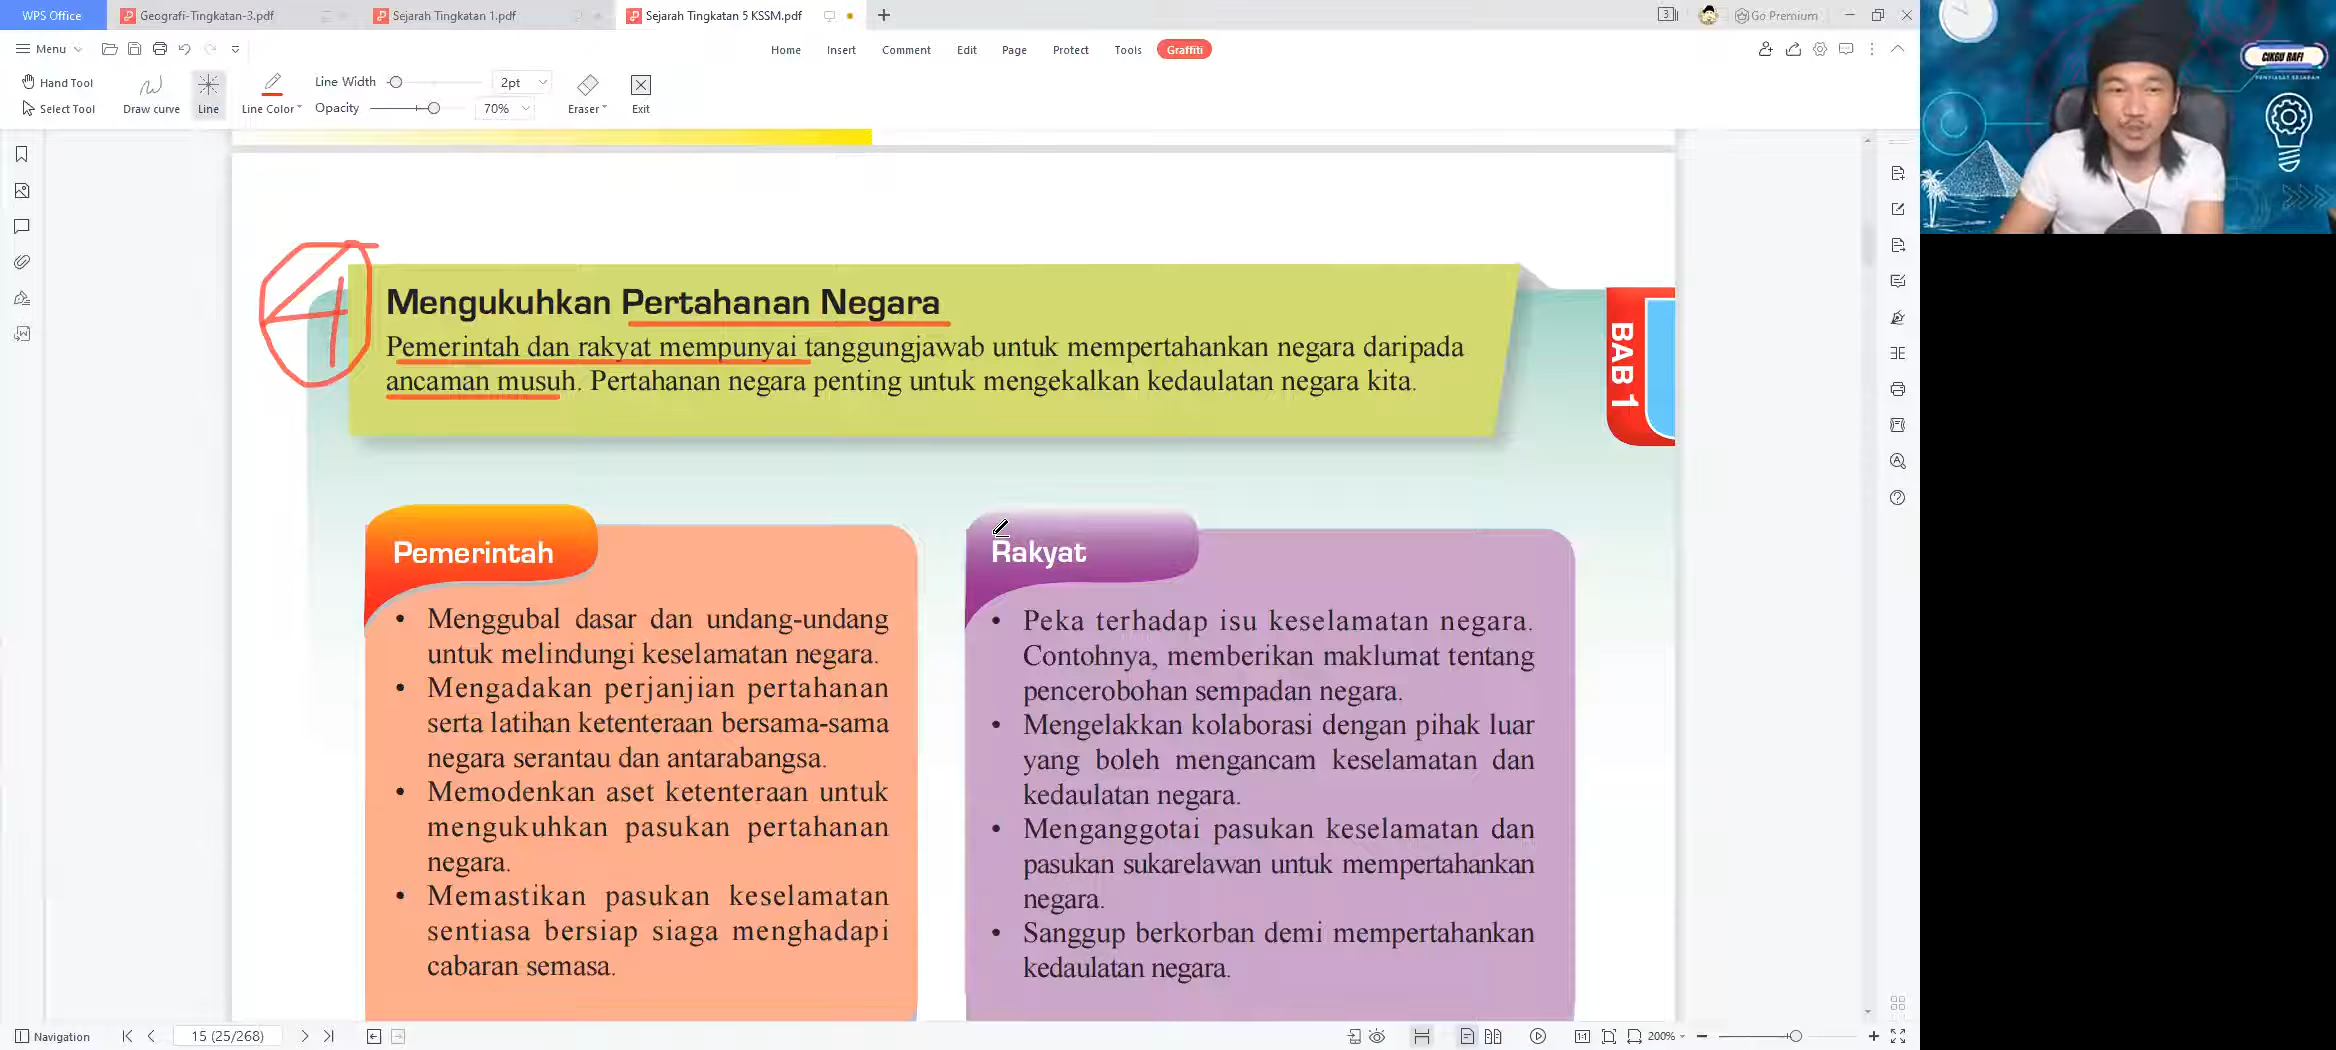 WPS Office Geografi-Tingkatan-3.pdf Sejarah Tingkatan 1.pdf Sejarah Tingkatan 5 KSSM.pdf + 3 Go Premium
Menu Home Insert Comment Edit Page Protect Tools Graffiti
Hand Tool Line Width 2pt
Select Tool Draw curve Line Line Color Opacity 70% Eraser Exit
CIKGU RAFI
PENYIASAT SEJARAH
4
Mengukuhkan Pertahanan Negara
Pemerintah dan rakyat mempunyai tanggungjawab untuk mempertahankan negara daripada
ancaman musuh. Pertahanan negara penting untuk mengekalkan kedaulatan negara kita.
BAB 1
Pemerintah
• Menggubal dasar dan undang-undang
untuk melindungi keselamatan negara.
• Mengadakan perjanjian pertahanan
serta latihan ketenteraan bersama-sama
negara serantau dan antarabangsa.
• Memodenkan aset ketenteraan untuk
mengukuhkan pasukan pertahanan
negara.
• Memastikan pasukan keselamatan
sentiasa bersiap siaga menghadapi
cabaran semasa.
Rakyat
• Peka terhadap isu keselamatan negara.
Contohnya, memberikan maklumat tentang
pencerobohan sempadan negara.
• Mengelakkan kolaborasi dengan pihak luar
yang boleh mengancam keselamatan dan
kedaulatan negara.
• Menganggotai pasukan keselamatan dan
pasukan sukarelawan untuk mempertahankan
negara.
• Sanggup berkorban demi mempertahankan
kedaulatan negara.
Navigation 15 (25/268) 200%